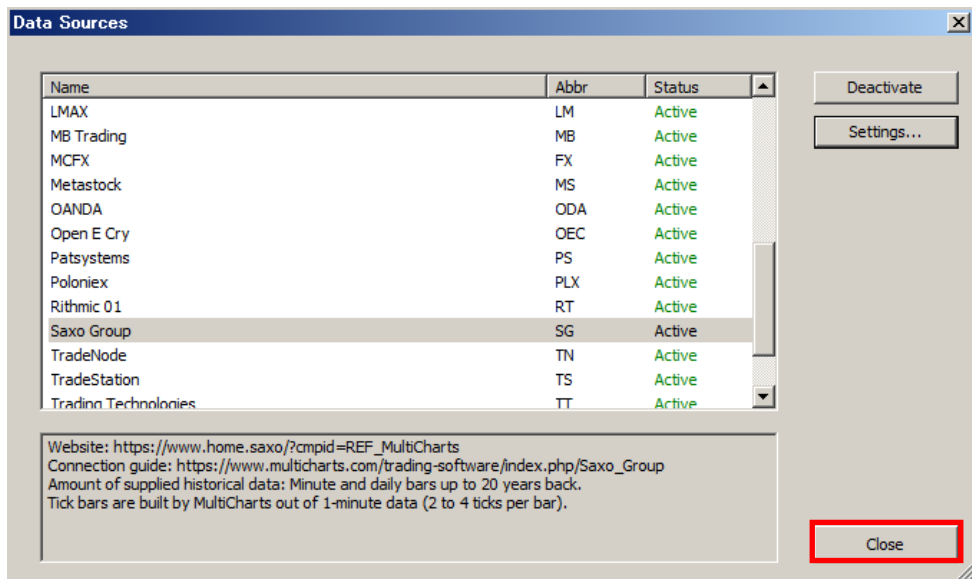 Data Sources
Name Abbr Status
LMAX LM Active
MB Trading MB Active
MCFX FX Active
Metastock MS Active
OANDA ODA Active
Open E Cry OEC Active
Patsystems PS Active
Poloniex PLX Active
Rithmic 01 RT Active
Saxo Group SG Active
TradeNode TN Active
TradeStation TS Active
Trading Technologies TT Active
Deactivate
Settings...
Website: https://www.home.saxo/?cmpid=REF_MultiCharts
Connection guide: https://www.multicharts.com/trading-software/index.php/Saxo_Group
Amount of supplied historical data: Minute and daily bars up to 20 years back.
Tick bars are built by MultiCharts out of 1-minute data (2 to 4 ticks per bar).
Close